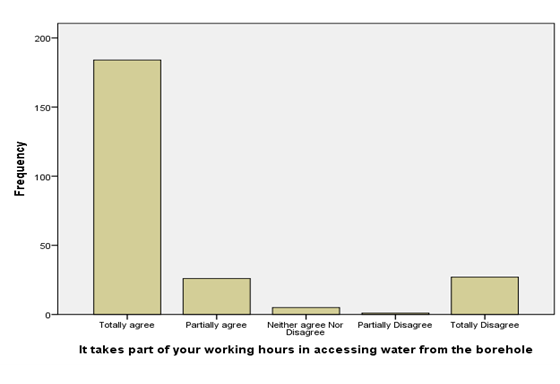 200
150
100
50
0
Frequency
Totally agree
Partially agree
Neither agree Nor
Disagree
Partially Disagree
Totally Disagree
It takes part of your working hours in accessing water from the borehole